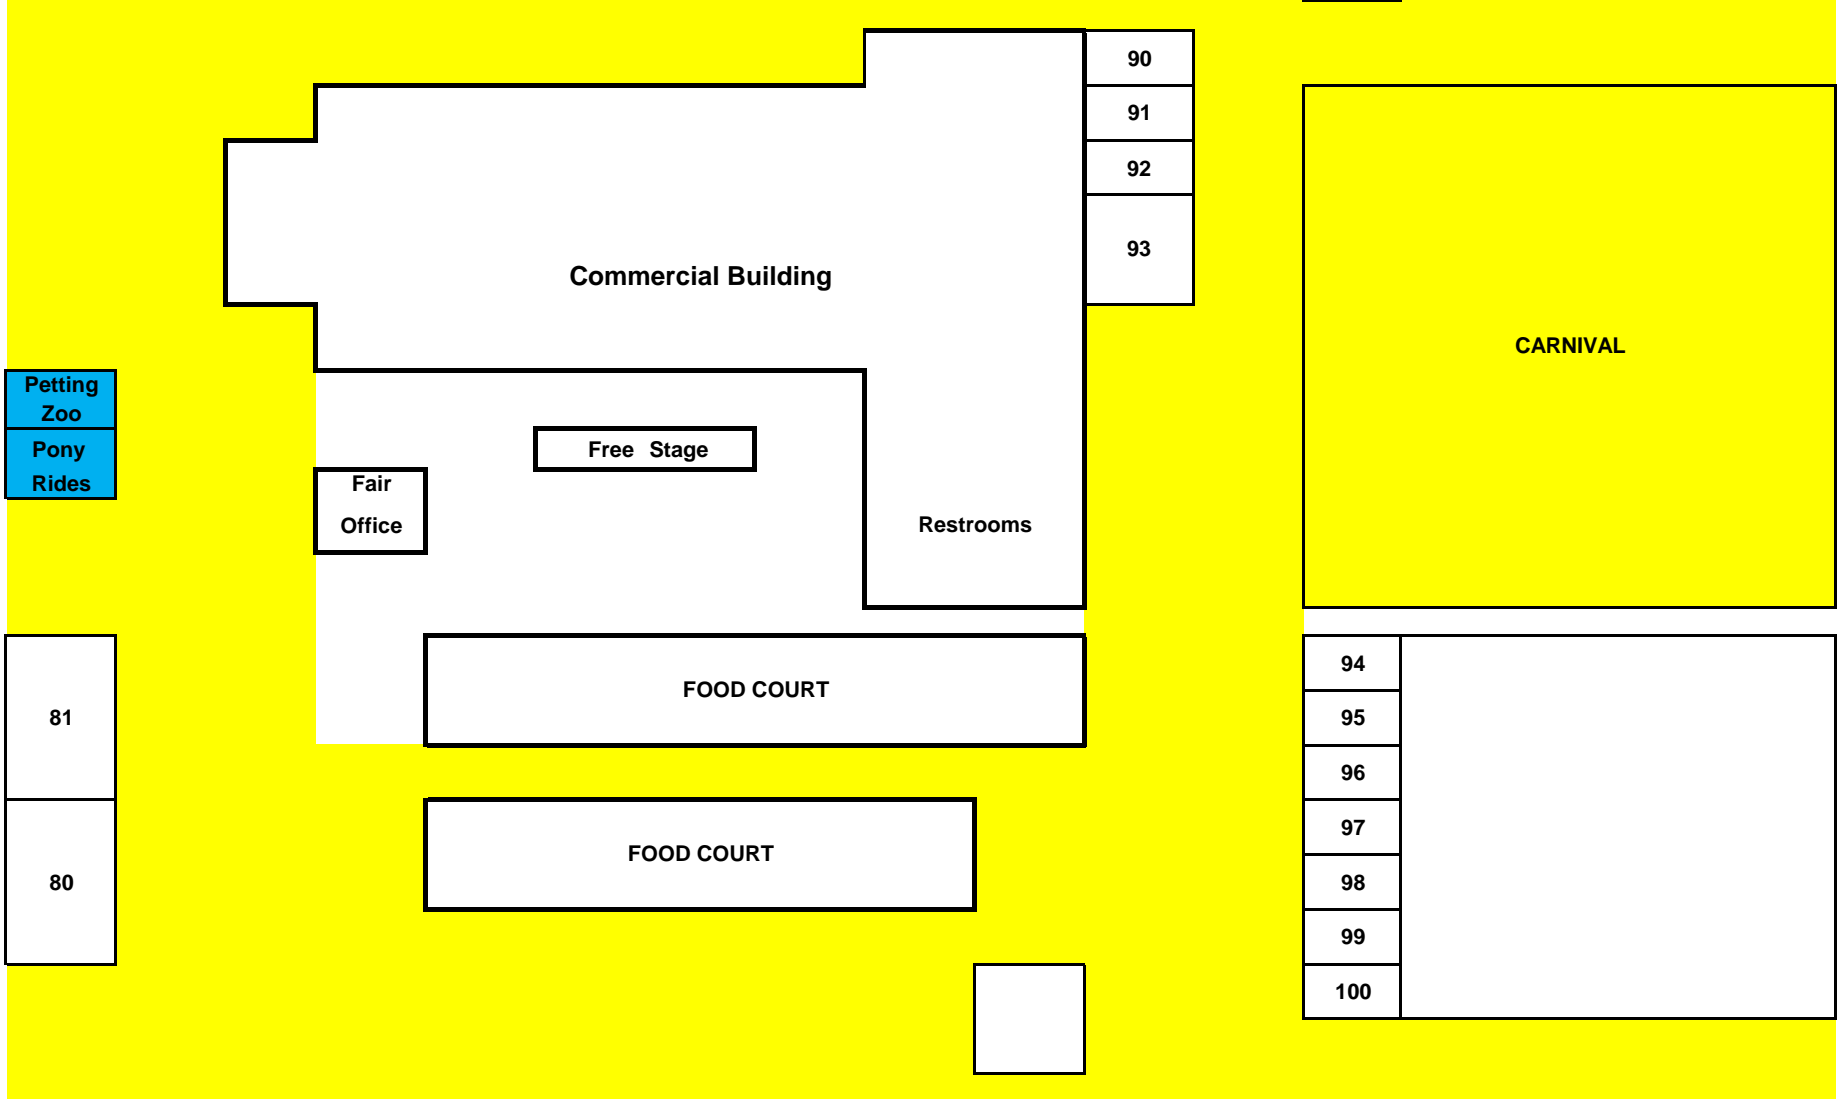 90
91
92
93
Commercial Building
CARNIVAL
Petting
Zoo
Pony
Rides
Free Stage
Fair
Office
Restrooms
FOOD COURT
81
94
95
96
FOOD COURT
80
97
98
99
100